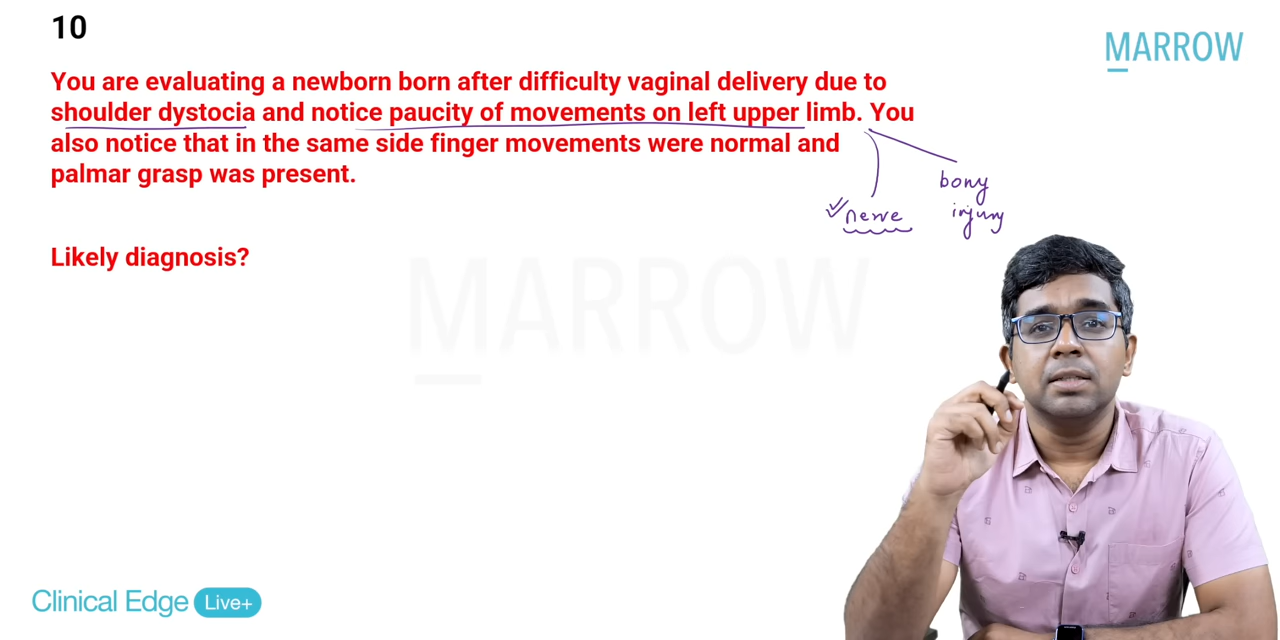 10
MARROW
You are evaluating a newborn born after difficulty vaginal delivery due to
shoulder dystocia and notice paucity of movements on left upper limb. You
also notice that in the same side finger movements were normal and
palmar grasp was present.
bony
injury
nerve
Likely diagnosis?
MARROW
Clinical Edge Live+